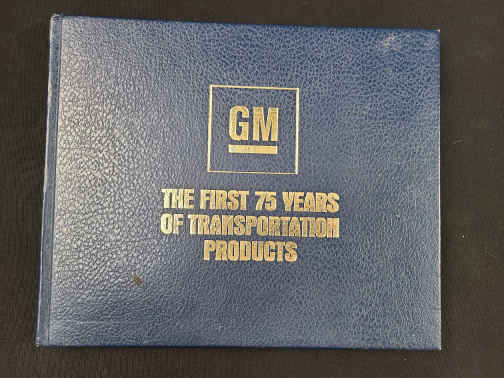 GM
THE FIRST 75 YEARS
OF TRANSPORTATION
PRODUCTS